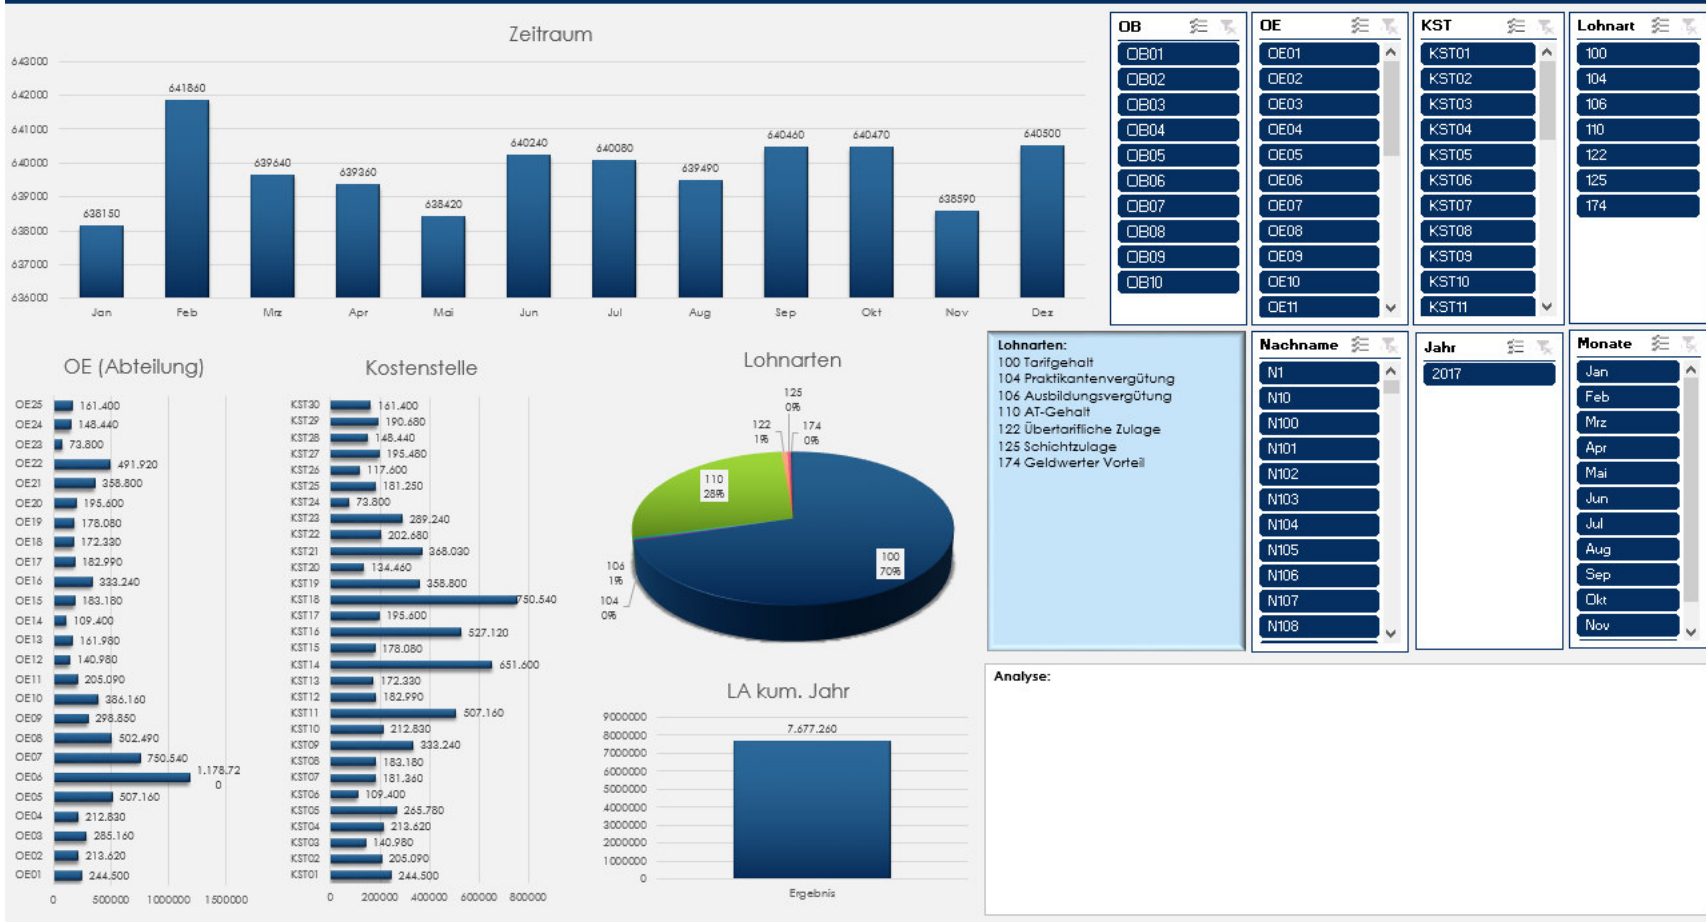 Zeitraum
643000
642000
641000
640000
639000
638000
637000
636000
638150
641860
639640
639360
638420
640240
640080
639490
640460
640470
638590
640500
Jan Feb Mrz Apr Mai Jun Jul Aug Sep Okt Nov Dez
OB
OB01
OB02
OB03
OB04
OB05
OB06
OB07
OB08
OB09
OB10
OE
OE01
OE02
OE03
OE04
OE05
OE06
OE07
OE08
OE09
OE10
OE11
KST
KST01
KST02
KST03
KST04
KST05
KST06
KST07
KST08
KST09
KST10
KST11
Lohnart
100
104
106
110
122
125
174
OE (Abteilung)
OE25 161.400
OE24 148.440
OE23 73.800
OE22 491.920
OE21 358.800
OE20 195.600
OE19 178.080
OE18 172.330
OE17 182.990
OE16 333.240
OE15 183.180
OE14 109.400
OE13 161.980
OE12 140.980
OE11 205.090
OE10 386.160
OE09 298.850
OE08 502.490
OE07 750.540
OE06 1.178.72
0
OE05 507.160
OE04 212.830
OE03 285.160
OE02 213.620
OE01 244.500
0 500000 1000000 1500000
Kostenstelle
KST30 161.400
KST29 190.680
KST28 148.440
KST27 195.480
KST26 117.600
KST25 181.250
KST24 73.800
KST23 289.240
KST22 202.680
KST21 368.030
KST20 134.460
KST19 358.800
KST18 750.540
KST17 195.600
KST16 527.120
KST15 178.080
KST14 651.600
KST13 172.330
KST12 182.990
KST11 507.160
KST10 212.830
KST09 333.240
KST08 183.180
KST07 181.360
KST06 109.400
KST05 265.780
KST04 213.620
KST03 140.980
KST02 205.090
KST01 244.500
0 200000 400000 600000 800000
Lohnarten
125
0%
122
1%
174
0%
110
28%
100
70%
106
1%
104
0%
LA kum. Jahr
9000000
8000000
7000000
6000000
5000000
4000000
3000000
2000000
1000000
0
7.677.260
Ergebnis
Lohnarten:
100 Tarifgehalt
104 Praktikantenvergütung
106 Ausbildungsvergütung
110 AT-Gehalt
122 Übertarifliche Zulage
125 Schichtzulage
174 Geldwerter Vorteil
Nachname
N1
N10
N100
N101
N102
N103
N104
N105
N106
N107
N108
Jahr
2017
Monate
Jan
Feb
Mrz
Apr
Mai
Jun
Jul
Aug
Sep
Okt
Nov
Analyse: